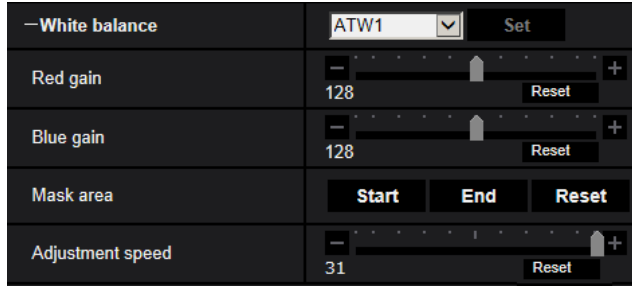 −White balance ATW1 Set
Red gain − +
128 Reset
Blue gain − +
128 Reset
Mask area Start End Reset
Adjustment speed − +
31 Reset